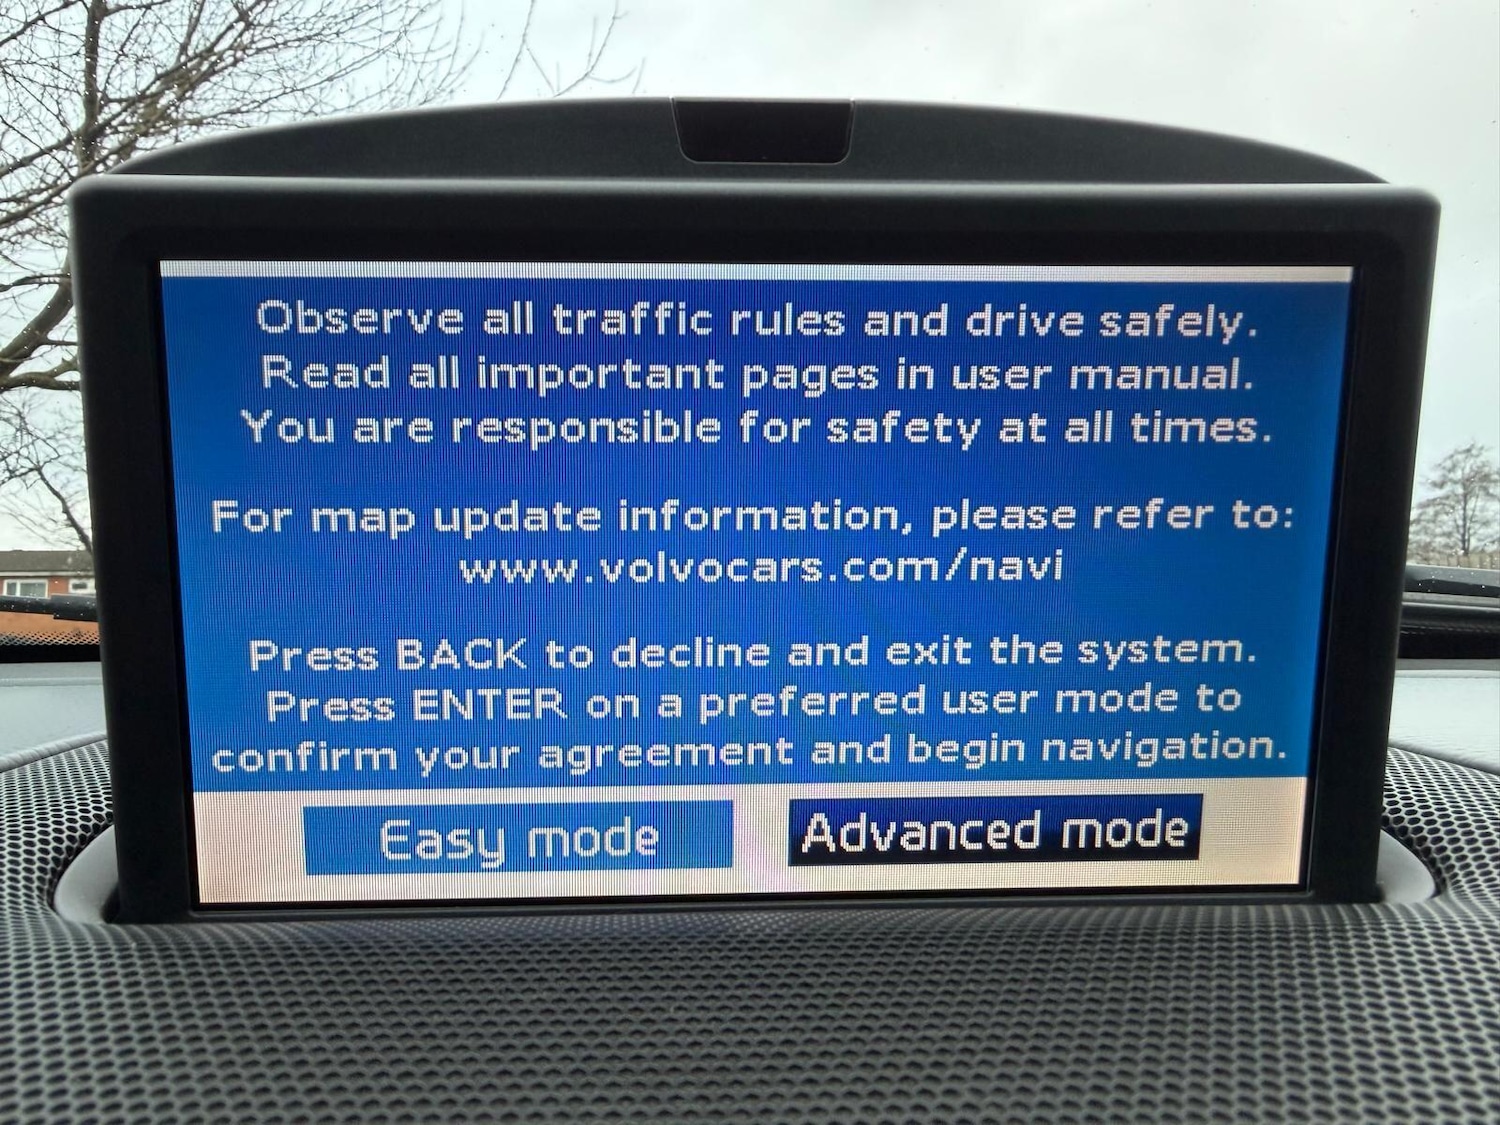 Observe all traffic rules and drive safely.
Read all important pages in user manual.
You are responsible for safety at all times.
For map update information, please refer to:
www.volvocars.com/navi
Press BACK to decline and exit the system.
Press ENTER on a preferred user mode to
confirm your agreement and begin navigation.
Easy mode
Advanced mode